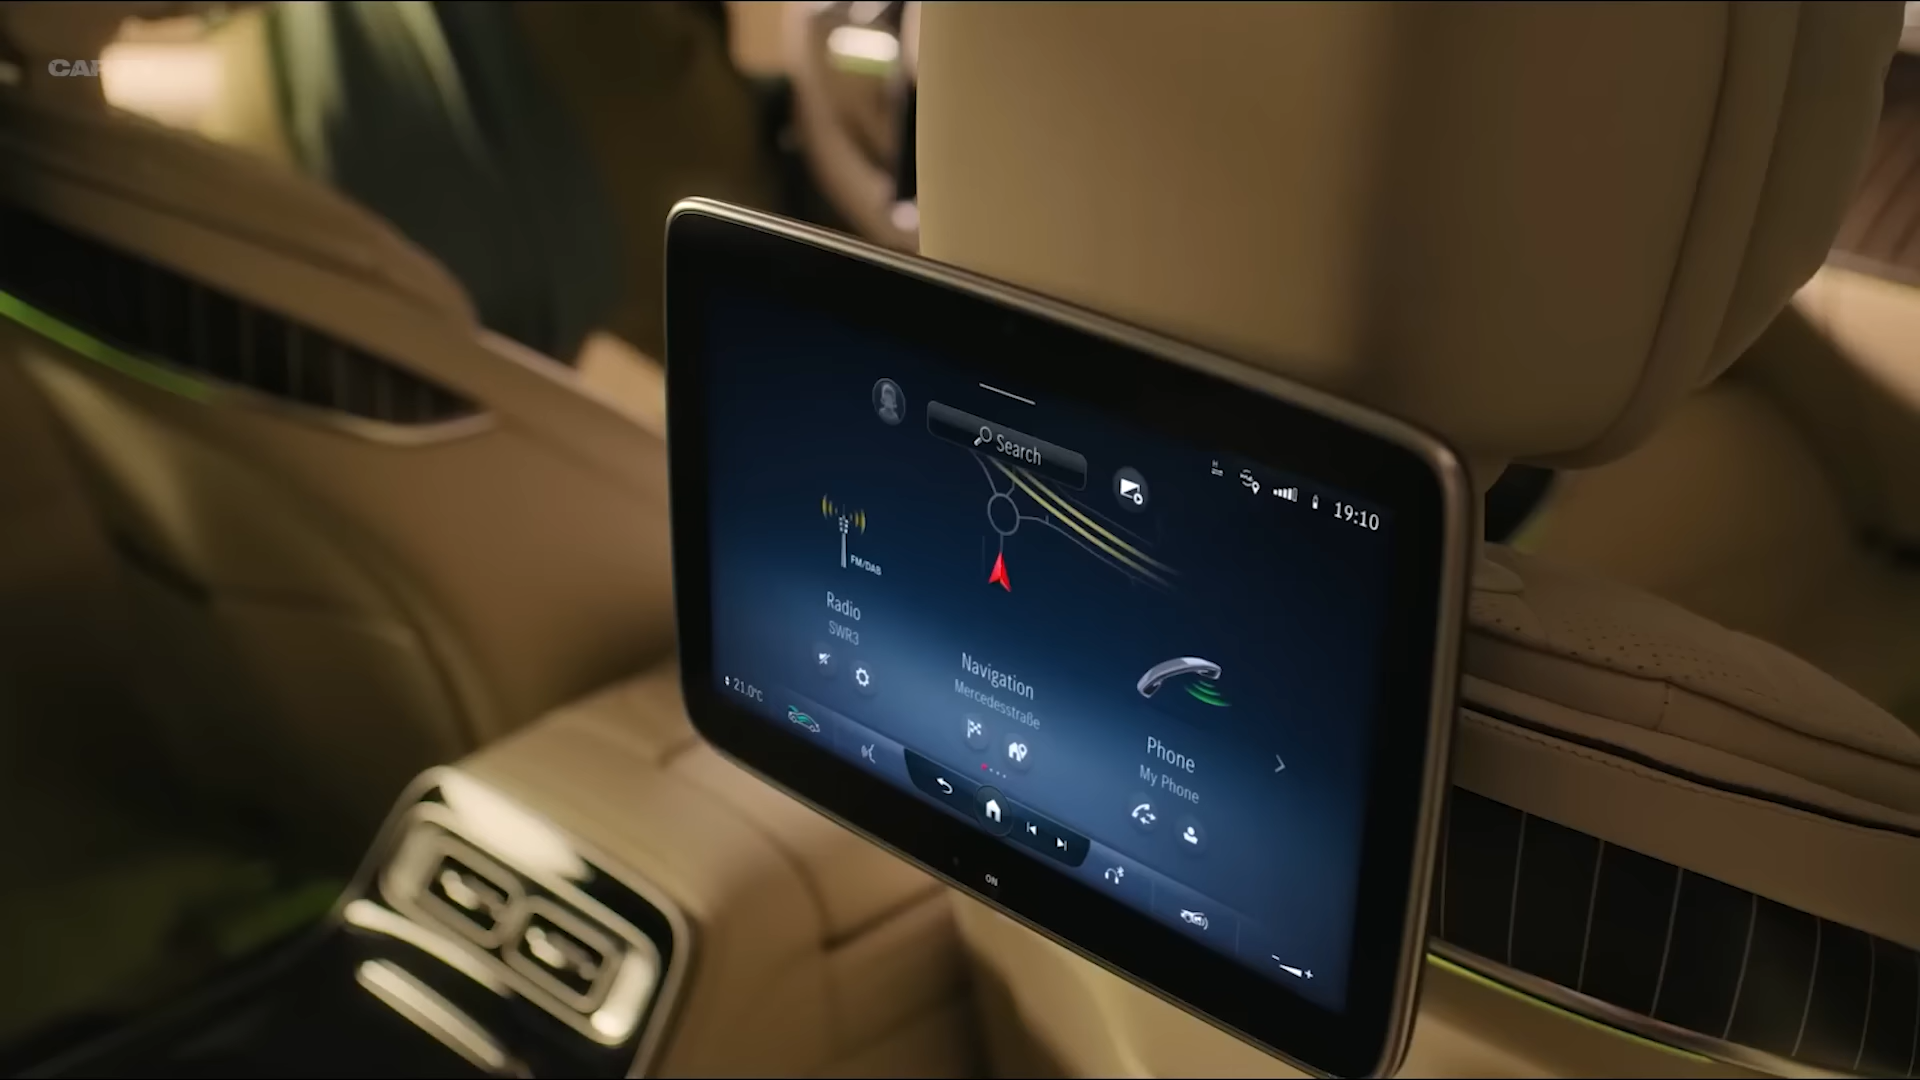 Search
19:10
FM/DAB
Radio
SWR3
Navigation
Mercedesstraße
Phone
My Phone
21.0°C
ON